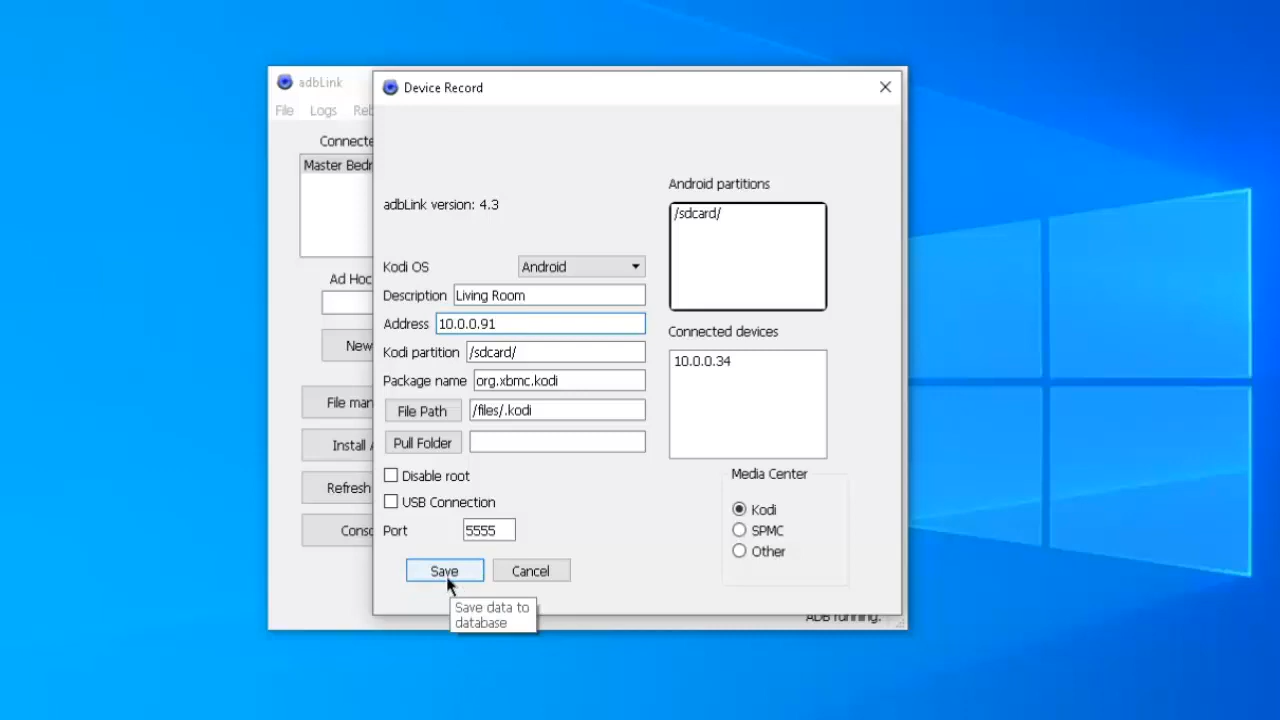 adbLink
Device Record
File Logs Reb
Connecte
Master Bedr
Android partitions
/sdcard/
adbLink version: 4.3
Kodi OS Android
Ad Hoc
Description Living Room
Address 10.0.0.91
Connected devices
New
Kodi partition /sdcard/
10.0.0.34
Package name org.xbmc.kodi
File man
File Path /files/.kodi
Install A
Pull Folder
Disable root
Media Center
Refresh
USB Connection
Kodi
Conso
Port 5555
SPMC
Other
Save Cancel
Save data to
database
ADB running.